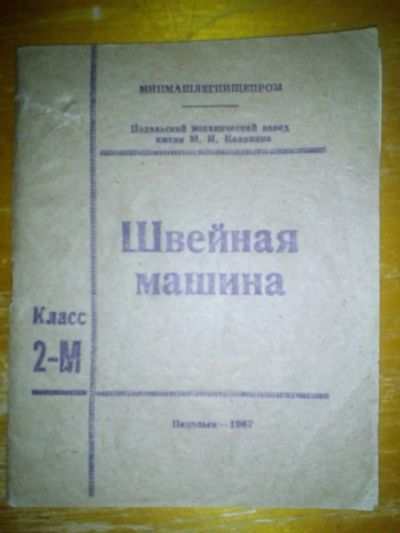 МИНМАШЛЕГПИЩЕПРОМ
Подольский механический завод
имени М. И. Калинина
Швейная
машина
Класс
2-М
Подольск—1967